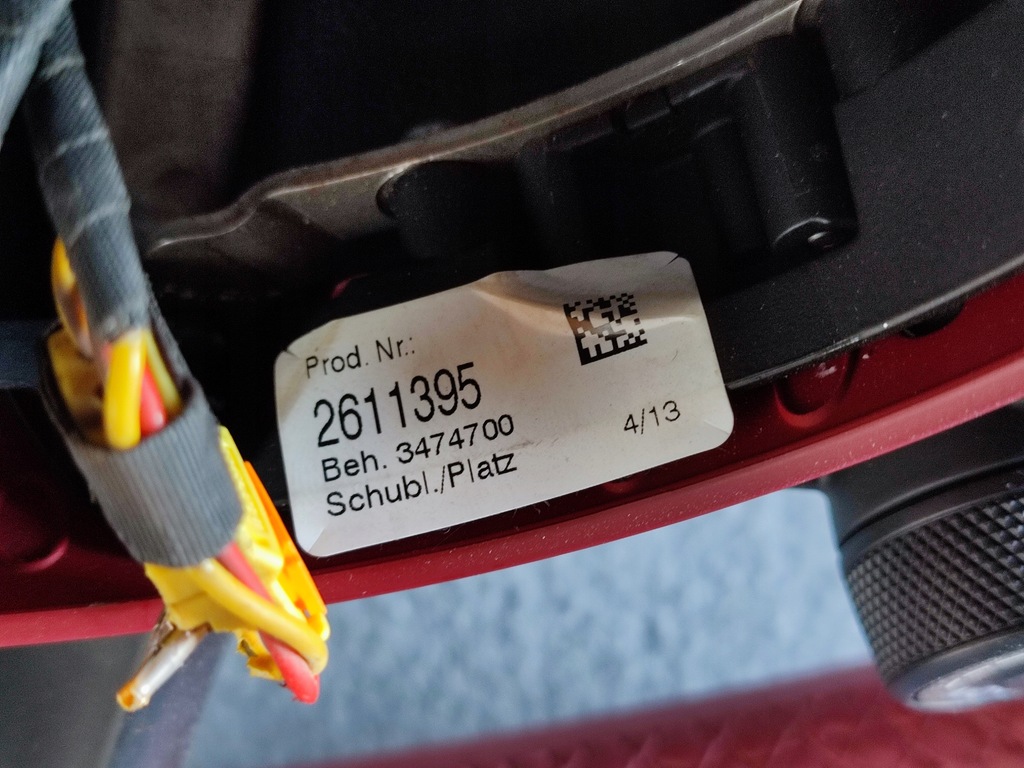 Prod. Nr.:
2611395
Beh. 3474700
4/13
Schubl./Platz